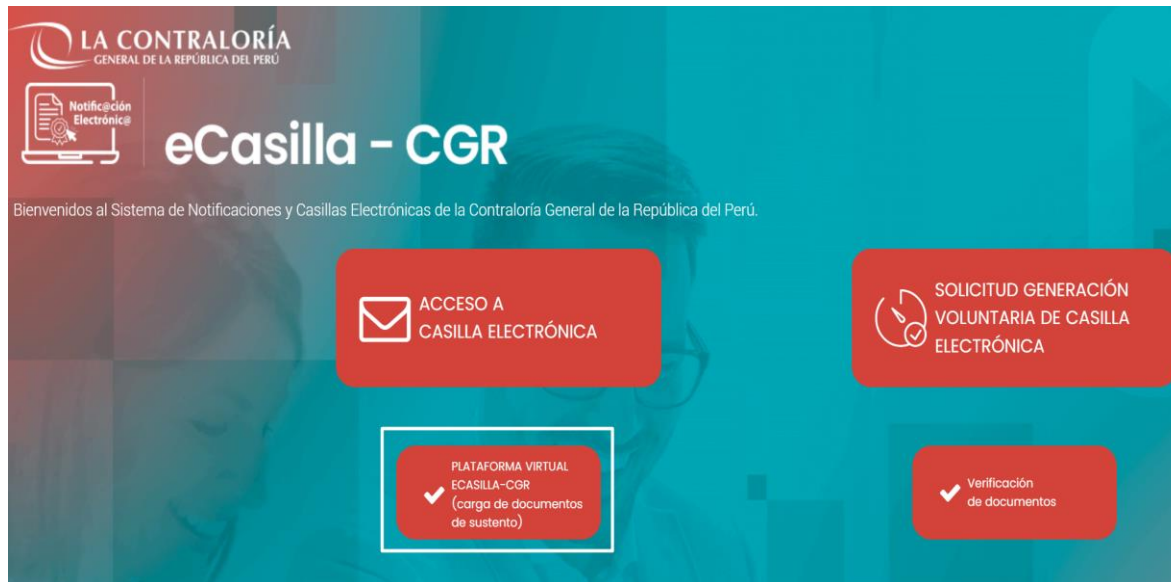 LA CONTRALORÍA
GENERAL DE LA REPÚBLICA DEL PERÚ
Notific@ción
Electrónic@
eCasilla - CGR
Bienvenidos al Sistema de Notificaciones y Casillas Electrónicas de la Contraloría General de la República del Perú.
ACCESO A
CASILLA ELECTRÓNICA
SOLICITUD GENERACIÓN
VOLUNTARIA DE CASILLA
ELECTRÓNICA
PLATAFORMA VIRTUAL
ECASILLA-CGR
(carga de documentos
de sustento)
Verificación
de documentos